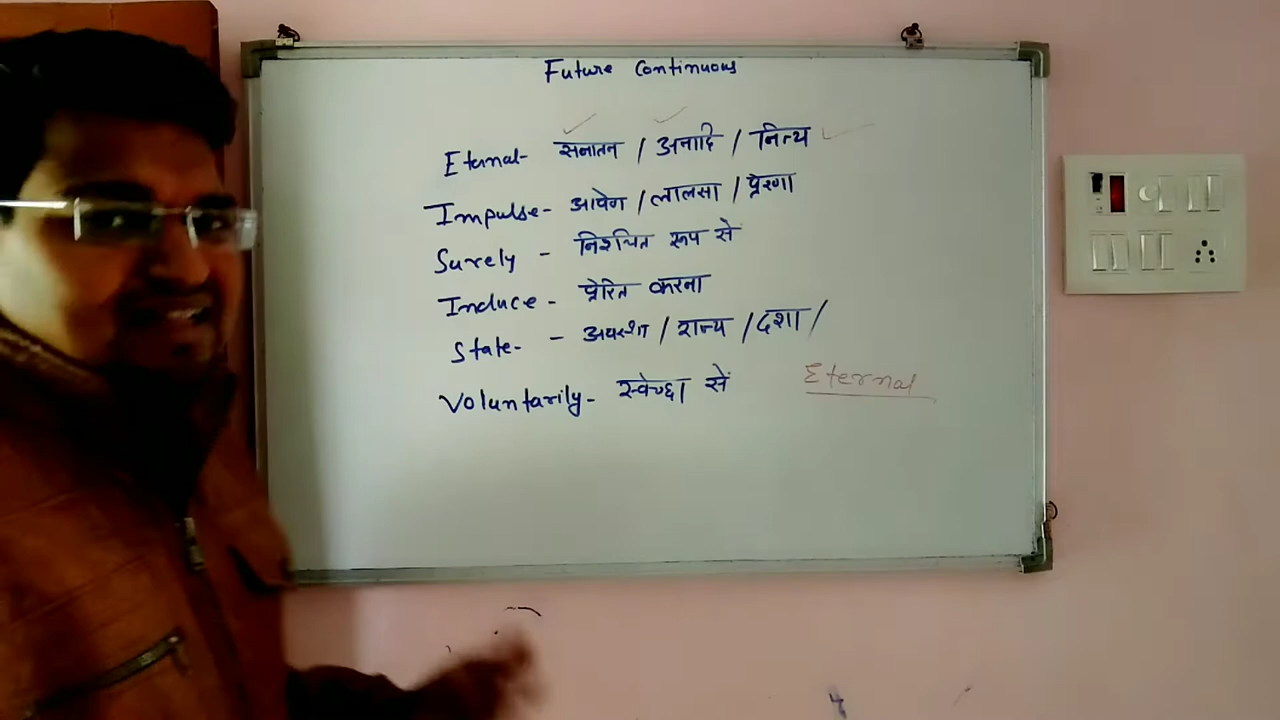 Future Continuous
Eternal- सनातन / अनादि / नित्य
Impulse- आवेग / लालसा / प्रेरणा
Surely - निश्चित रूप से
Induce - प्रेरित करना
State- - अवस्था / राज्य / दशा /
Voluntarily- स्वेच्छा सें
Eternal